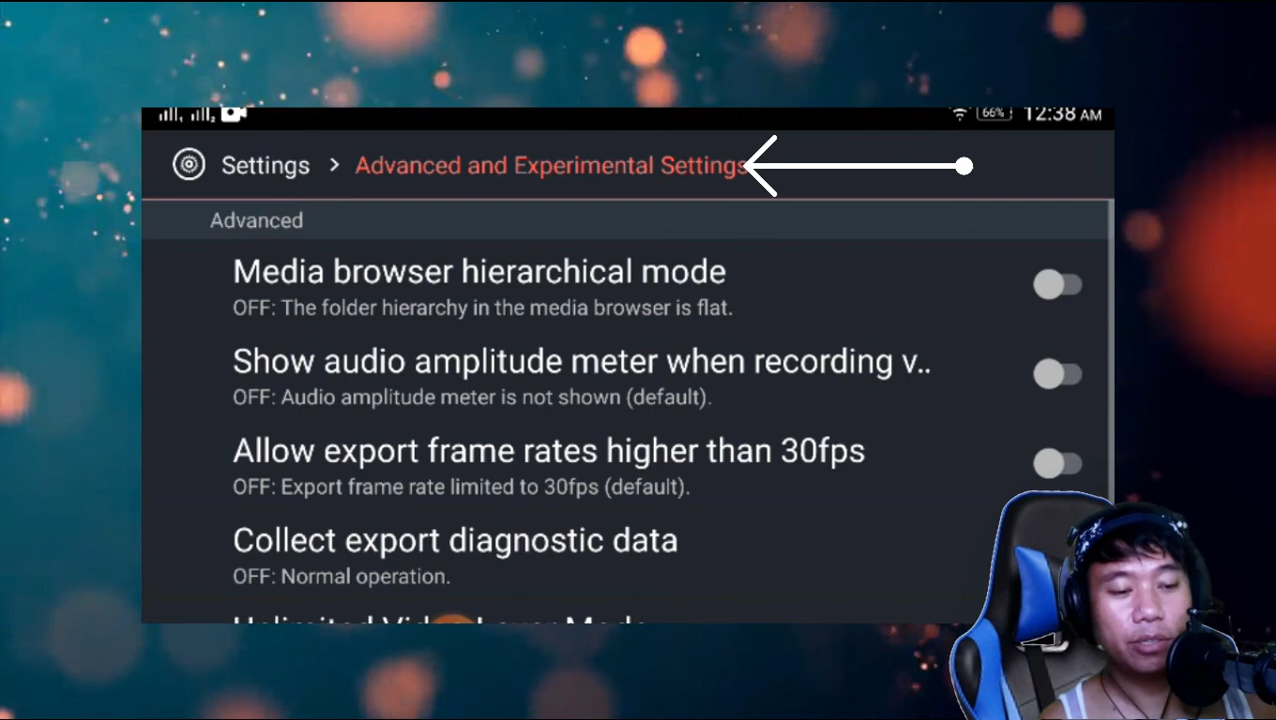 66% 12:38 AM
Settings > Advanced and Experimental Settings
Advanced
Media browser hierarchical mode
OFF: The folder hierarchy in the media browser is flat.
Show audio amplitude meter when recording v..
OFF: Audio amplitude meter is not shown (default).
Allow export frame rates higher than 30fps
OFF: Export frame rate limited to 30fps (default).
Collect export diagnostic data
OFF: Normal operation.